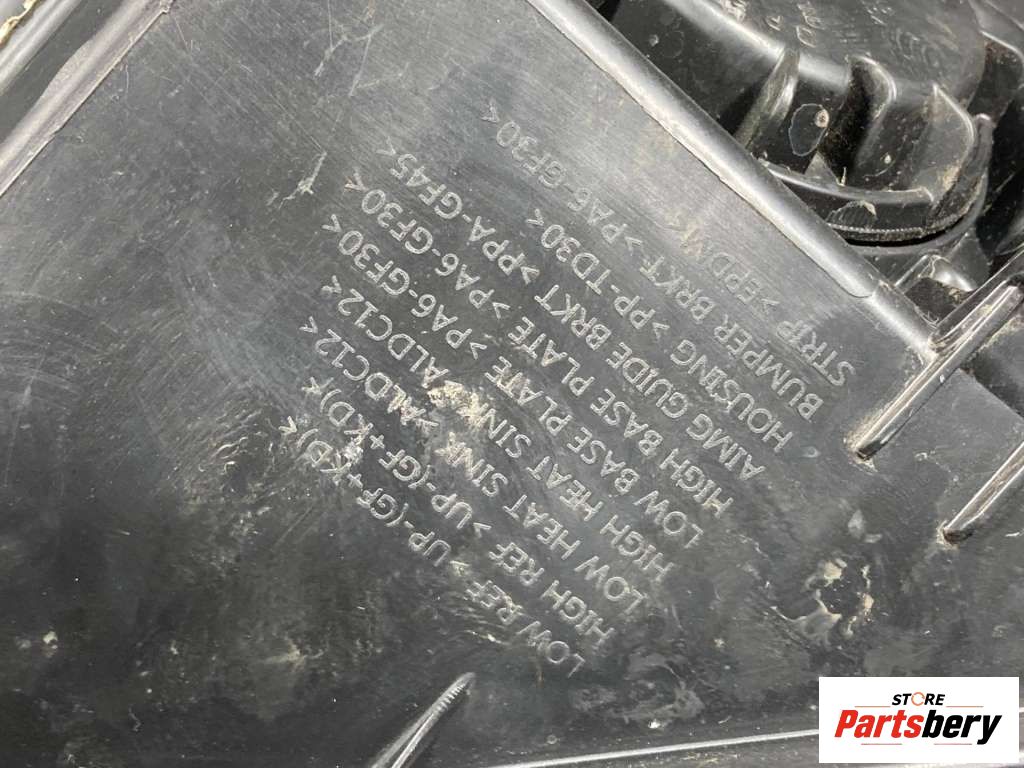 LOW REF >UP-(GF+KD)<
HIGH REF >UP-(GF+KD)<
LOW HEAT SINK >ALDC12<
HIGH HEAT SINK >ALDC12<
LOW BASE PLATE >PA6-GF30<
HIGH BASE PLATE >PA6-GF30<
AIMG GUIDE BRKT >PPA-GF45<
HOUSING >PP-TD30<
BUMPER BRKT >PA6-GF30<
STRIP >EPDM<
STORE
Partsbery